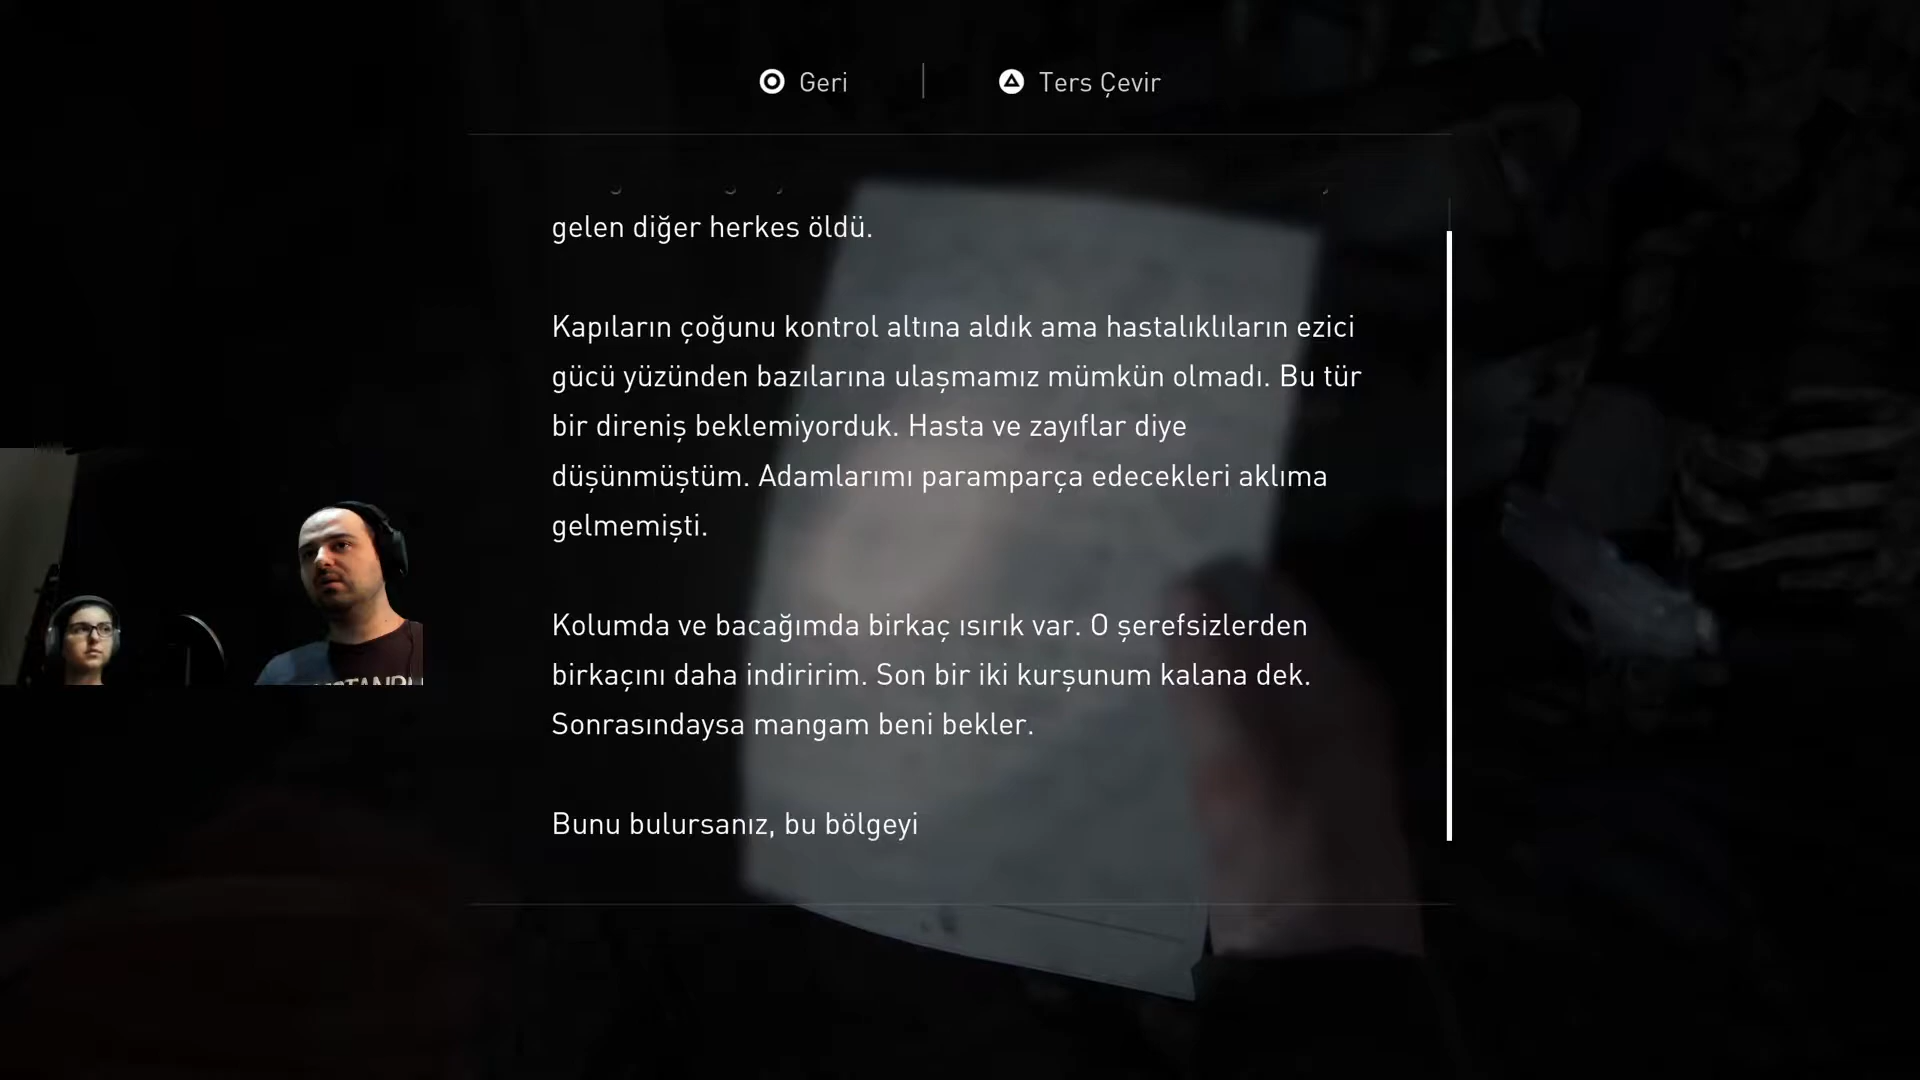 Geri
Ters Çevir
gelen diğer herkes öldü.
Kapıların çoğunu kontrol altına aldık ama hastalıklıların ezici
gücü yüzünden bazılarına ulaşmamız mümkün olmadı. Bu tür
bir direniş beklemiyorduk. Hasta ve zayıflar diye
düşünmüştüm. Adamlarımı paramparça edecekleri aklıma
gelmemişti.
Kolumda ve bacağımda birkaç ısırık var. O şerefsizlerden
birkaçını daha indiririm. Son bir iki kurşunum kalana dek.
Sonrasındaysa mangam beni bekler.
Bunu bulursanız, bu bölgeyi